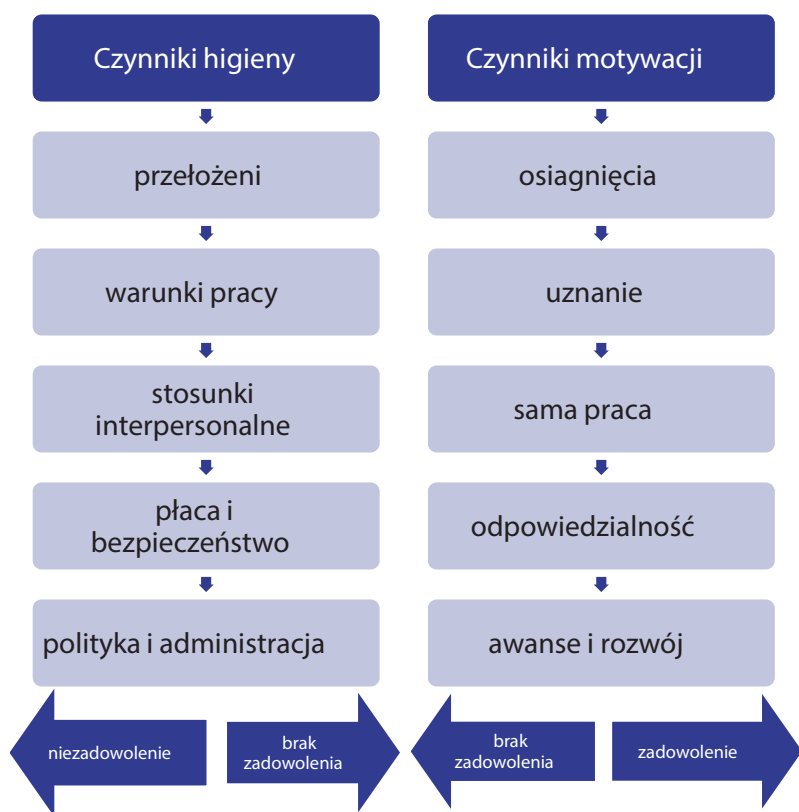 Czynniki higieny
przełożeni
warunki pracy
stosunki
interpersonalne
płaca i
bezpieczeństwo
polityka i administracja
niezadowolenie
brak
zadowolenia
Czynniki motywacji
osiagnięcia
uznanie
sama praca
odpowiedzialność
awanse i rozwój
brak
zadowolenia
zadowolenie